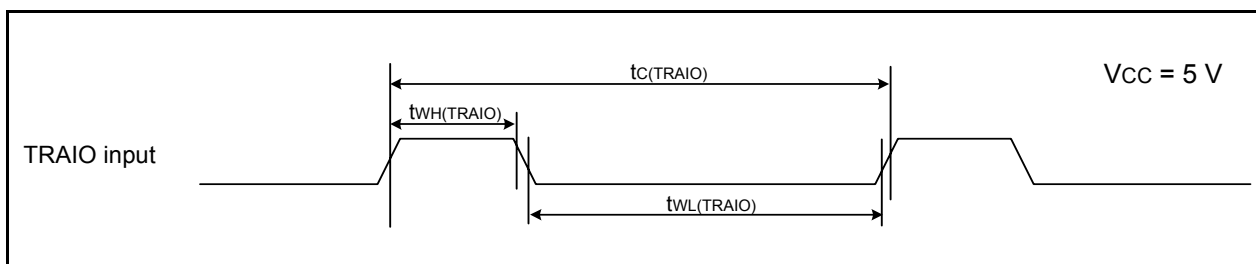 tC(TRAIO)
VCC = 5 V
tWH(TRAIO)
TRAIO input
tWL(TRAIO)